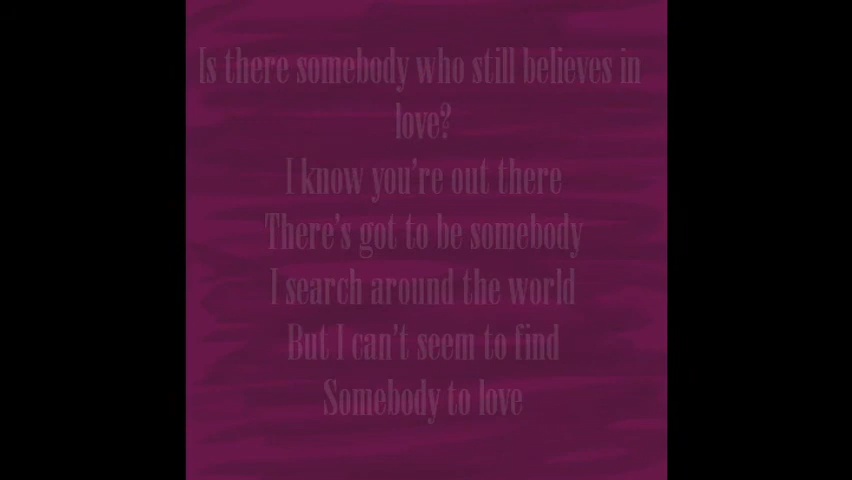 Is there somebody who still believes in
love?
I know you're out there
There's got to be somebody
I search around the world
But I can't seem to find
Somebody to love